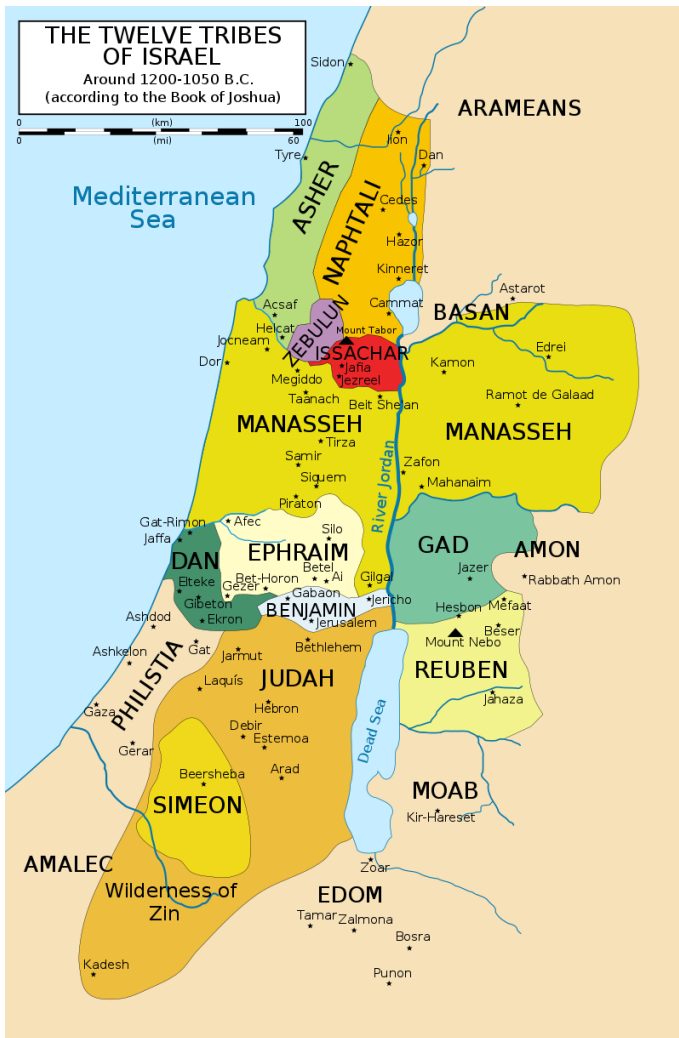 THE TWELVE TRIBES
OF ISRAEL
Around 1200-1050 B.C.
(according to the Book of Joshua)
0 (km) 100
0 (mi) 60
Sidon
ARAMEANS
Ijon
Tyre
Dan
Mediterranean
Sea
ASHER
NAPHTALI
Cedes
Hazor
Kinneret
Astarot
Acsaf
Cammat
BASAN
Helcat
ZEBULUN
Mount Tabor
Jocneam
ISSACHAR
Edrei
Dor
Jafia
Kamon
Megiddo
Jezreel
Taanach
Beit She'an
Ramot de Galaad
MANASSEH
MANASSEH
Tirza
Samir
River Jordan
Zafon
Siquem
Mahanaim
Piraton
Gat-Rimon
Afec
Jaffa
Silo
DAN
EPHRAIM
GAD
AMON
Betel
Jazer
Elteke
Bet-Horon
Ai
Gilgal
Rabbath Amon
Gezer
Gabaon
Gibeton
BENJAMIN
Jericho
Hesbon
Mefaat
Ashdod
Ekron
Jerusalem
Beser
Gat
Bethlehem
Mount Nebo
Ashkelon
Jarmut
PHILISTIA
JUDAH
REUBEN
Laquís
Jahaza
Gaza
Hebron
Debir
Dead Sea
Estemoa
Gerar
Beersheba
Arad
SIMEON
MOAB
Kir-Hareset
AMALEC
Zoar
Wilderness of
Zin
EDOM
Tamar
Zalmona
Bosra
Kadesh
Punon